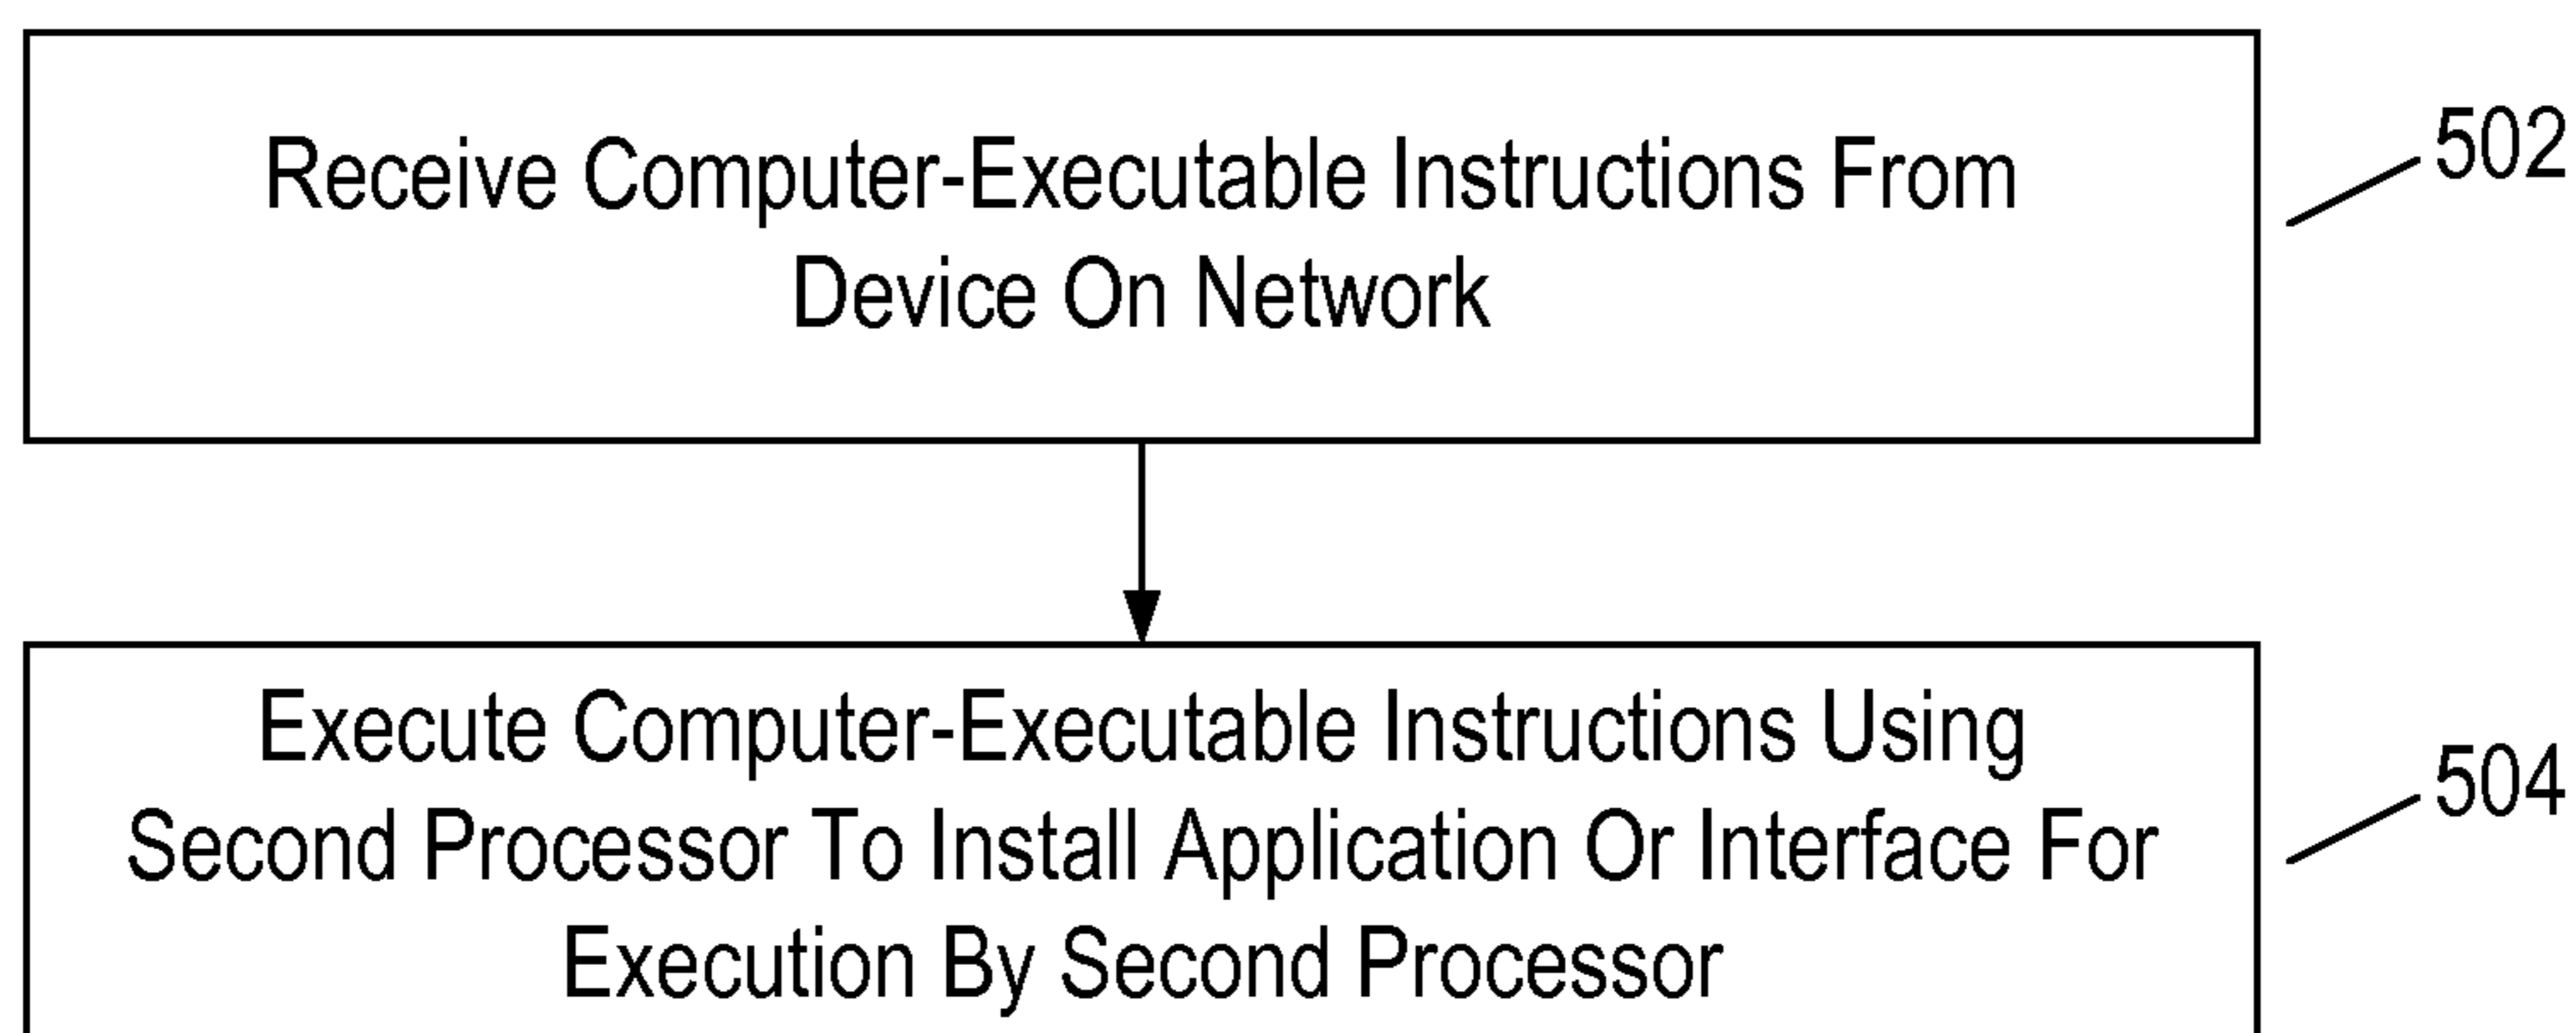 Receive Computer-Executable Instructions From
Device On Network
502
Execute Computer-Executable Instructions Using
Second Processor To Install Application Or Interface For
Execution By Second Processor
504